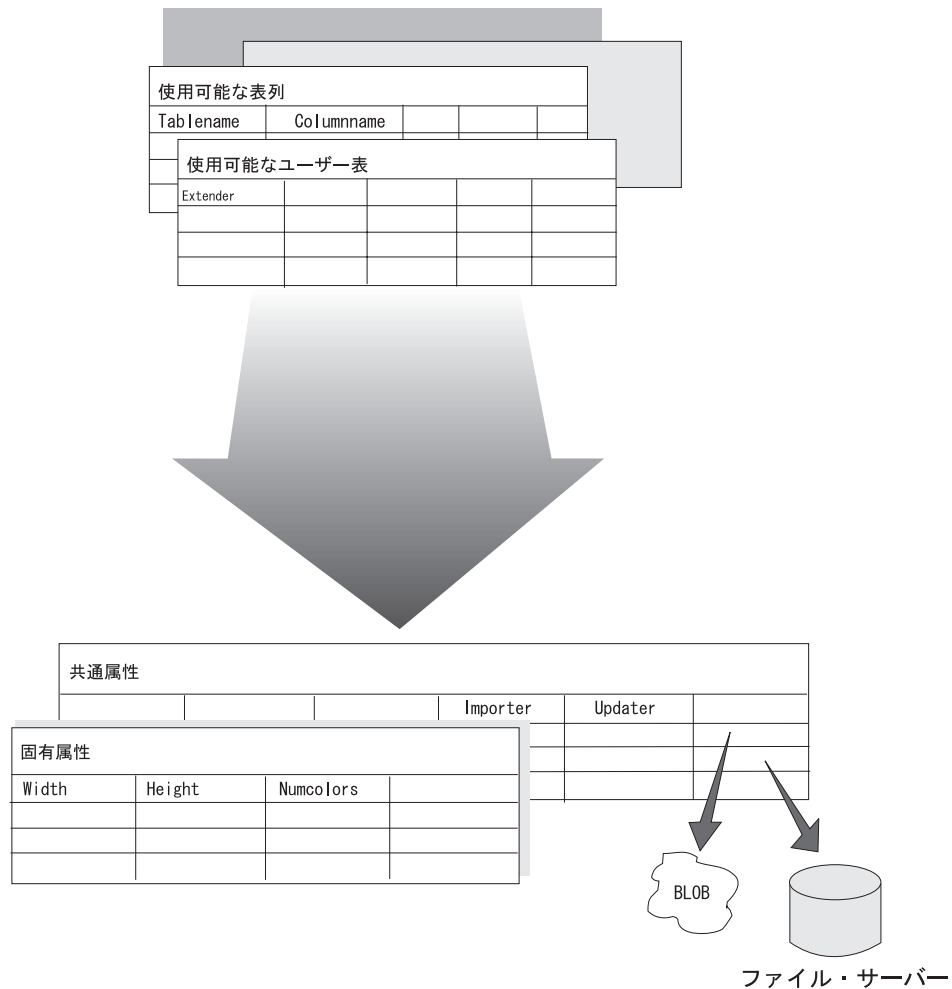 使用可能な表列
Tablename Columnname
使用可能なユーザー表
Extender
共通属性
Importer Updater
固有属性
Width Height Numcolors
BLOB
ファイル・サーバー